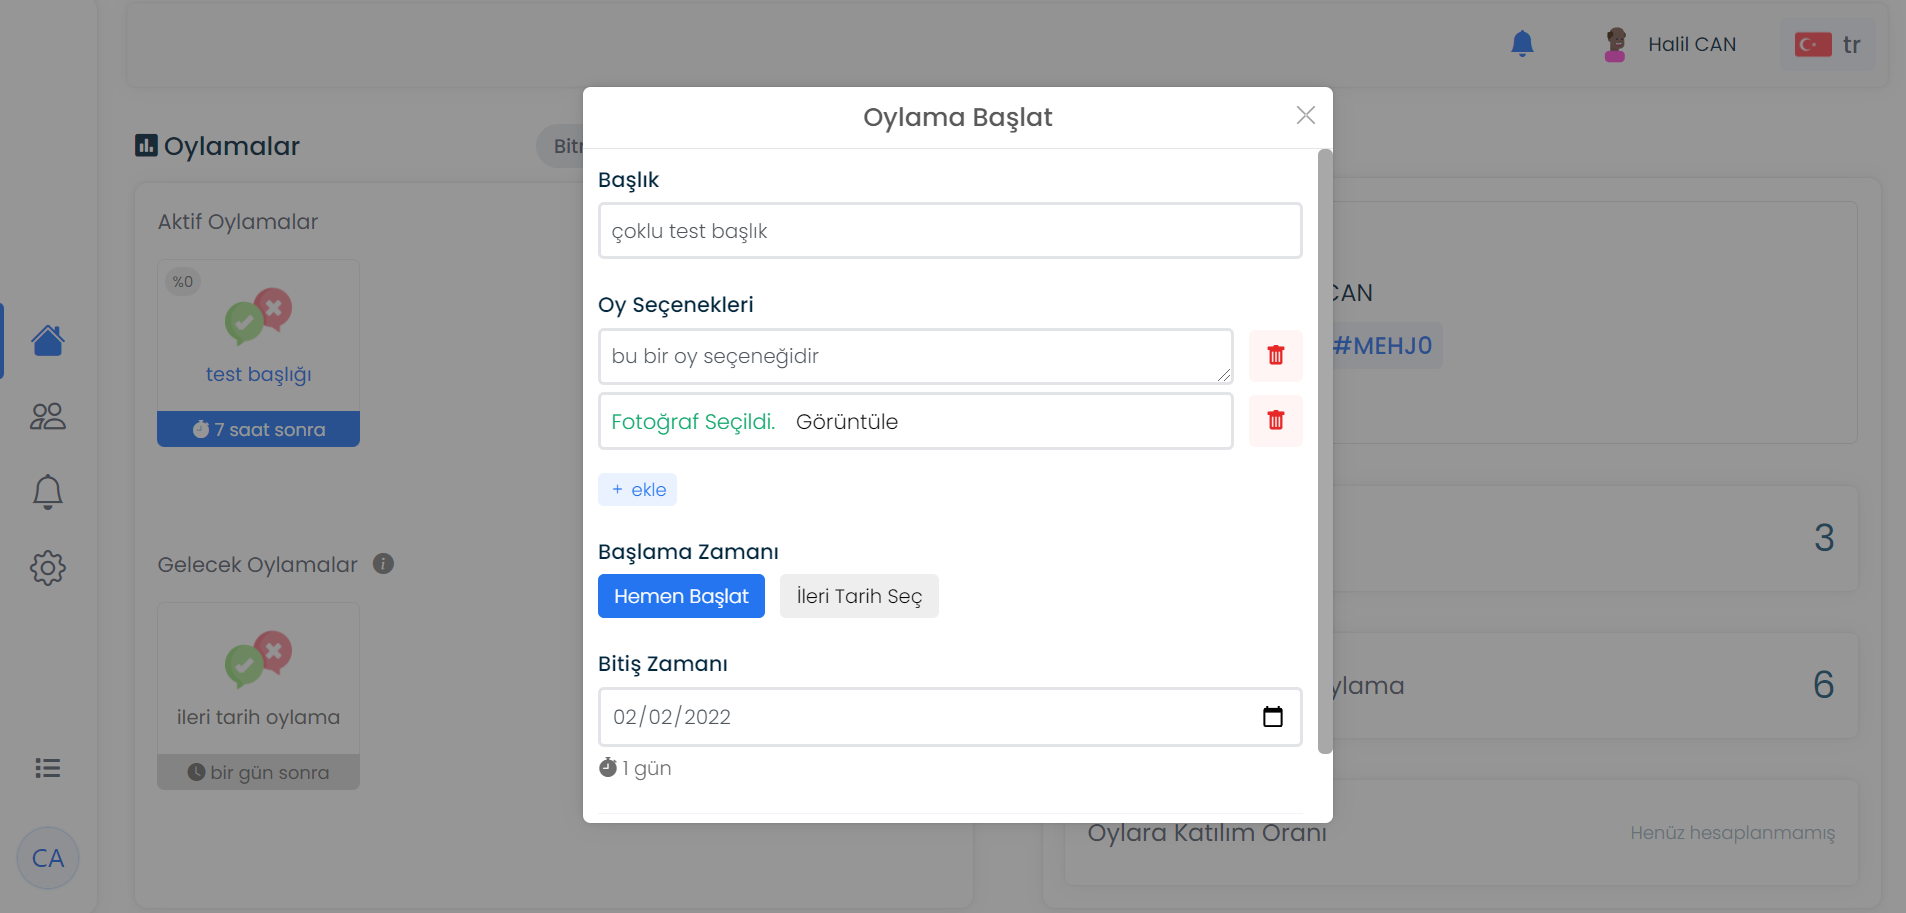 Halil CAN
tr
Oylamalar
Aktif Oylamalar
%0
test başlığı
7 saat sonra
Gelecek Oylamalar
ileri tarih oylama
bir gün sonra
CA
Oylama Başlat
Başlık
çoklu test başlık
Oy Seçenekleri
bu bir oy seçeneğidir
Fotoğraf Seçildi. Görüntüle
+ ekle
Başlama Zamanı
Hemen Başlat İleri Tarih Seç
Bitiş Zamanı
02/02/2022
1 gün
CAN
#MEHJ0
3
ylama
6
Oylara Katılım Oranı
Henüz hesaplanmamış